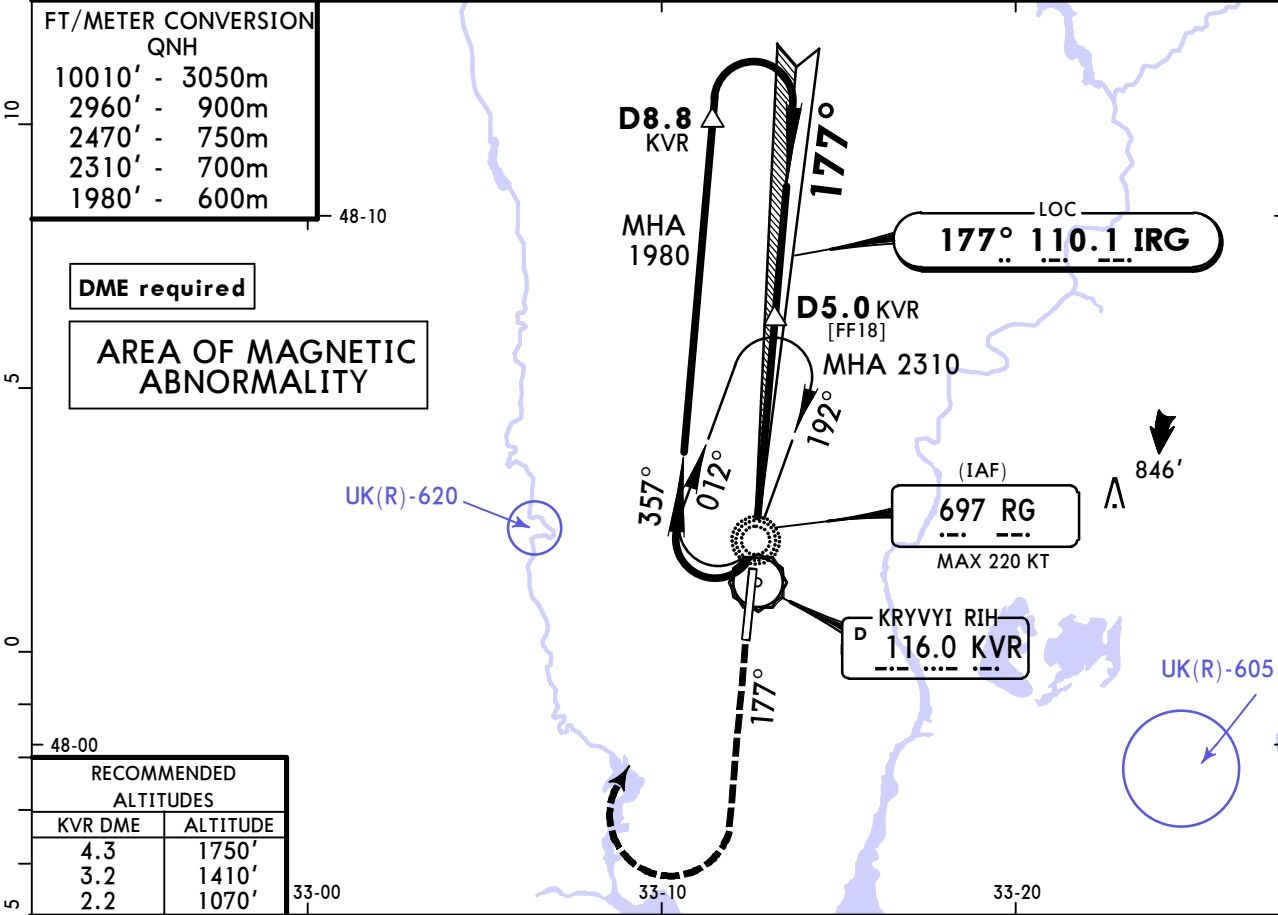 FT/METER CONVERSION
QNH
10010' - 3050m
2960' - 900m
2470' - 750m
2310' - 700m
1980' - 600m
10
5
0
5
48-10
DME required
AREA OF MAGNETIC
ABNORMALITY
D8.8
KVR
177°
MHA
1980
LOC
177° 110.1 IRG
D5.0 KVR
[FF18]
MHA 2310
192°
012°
357°
846'
UK(R)-620
(IAF)
697 RG
MAX 220 KT
KRYVYI RIH
D 116.0 KVR
UK(R)-605
177°
48-00
RECOMMENDED
ALTITUDES
KVR DME ALTITUDE
4.3 1750'
3.2 1410'
2.2 1070'
33-00
33-10
33-20